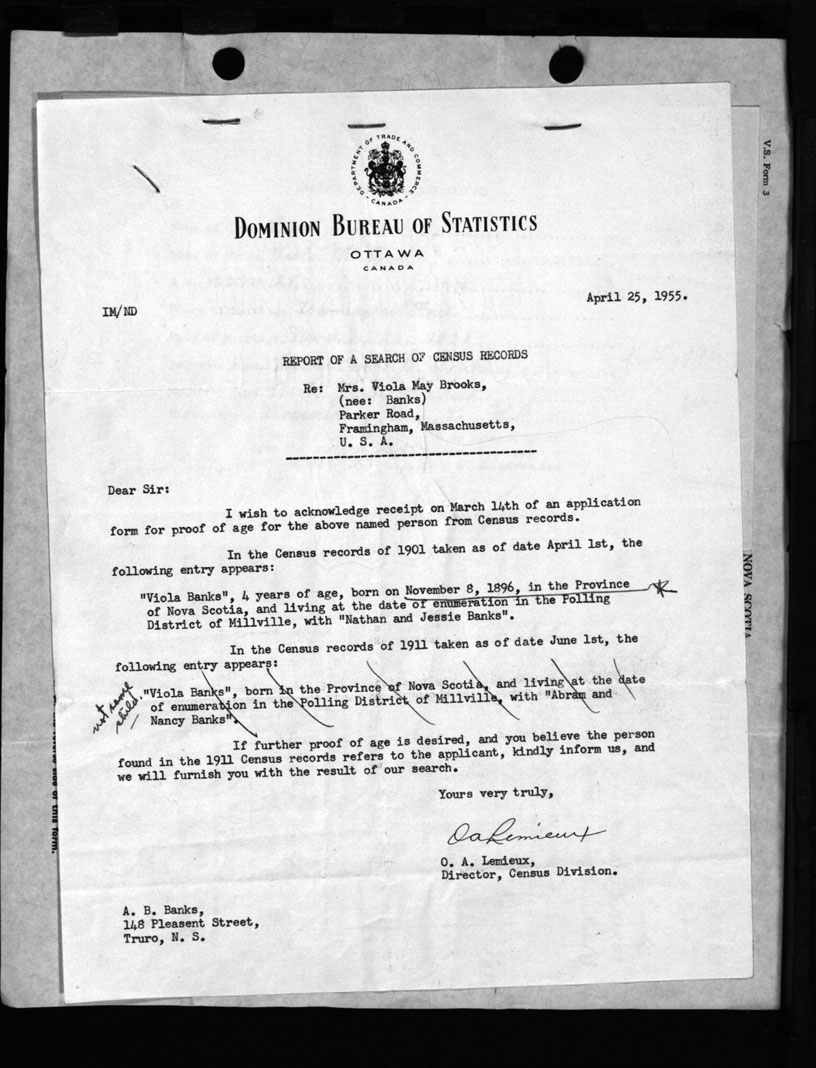 DEPARTMENT OF TRADE AND COMMERCE
- CANADA -
DOMINION BUREAU OF STATISTICS
OTTAWA
CANADA
V.S. Form 3
April 25, 1955.
IM/ND
REPORT OF A SEARCH OF CENSUS RECORDS
Re: Mrs. Viola May Brooks,
(nee: Banks)
Parker Road,
Framingham, Massachusetts,
U. S. A.
Dear Sir:
I wish to acknowledge receipt on March 14th of an application
form for proof of age for the above named person from Census records.
In the Census records of 1901 taken as of date April 1st, the
following entry appears:
"Viola Banks", 4 years of age, born on November 8, 1896, in the Province
of Nova Scotia, and living at the date of enumeration in the Polling
District of Millville, with "Nathan and Jessie Banks".
NOVA SCOTIA
In the Census records of 1911 taken as of date June 1st, the
following entry appears:
not same
child.
"Viola Banks", born in the Province of Nova Scotia, and living at the date
of enumeration in the Polling District of Millville, with "Abram and
Nancy Banks".
If further proof of age is desired, and you believe the person
found in the 1911 Census records refers to the applicant, kindly inform us, and
we will furnish you with the result of our search.
of this form.
Yours very truly,
OaLemieux
O. A. Lemieux,
Director, Census Division.
A. B. Banks,
148 Pleasent Street,
Truro, N. S.